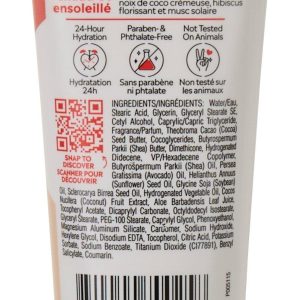 ensoleillé
noix de coco crémeuse, hibiscus
florissant et musc solaire
24-Hour
Hydration
Paraben- &
Phthalate-Free
Not Tested
On Animals
Hydratation
24h
Sans parabène
ni phtalate
Non testé sur
les animaux
SNAP TO
DISCOVER
SCANNER POUR
DÉCOUVRIR
INGREDIENTS/INGRÉDIENTS: Water/Eau,
Stearic Acid, Glycerin, Glyceryl Stearate SE,
Cetyl Alcohol, Caprylic/Capric Triglyceride,
Fragrance/Parfum, Theobroma Cacao (Cocoa)
Seed Butter, Cocoglycerides, Butyrospermum
Parkii (Shea) Butter, Dimethicone, Hydrogenated
Didecene, VP/Hexadecene Copolymer,
Butyrospermum Parkii (Shea) Oil, Persea
Gratissima (Avocado) Oil, Helianthus Annuus
(Sunflower) Seed Oil, Glycine Soja (Soybean)
Oil, Sclerocarya Birrea Seed Oil, Hydrogenated Vegetable Oil, Cocos
Nucifera (Coconut) Fruit Extract, Aloe Barbadensis Leaf Juice,
Tocopheryl Acetate, Dicaprylyl Carbonate, Octyldodecyl Isostearate,
Glyceryl Stearate, PEG-100 Stearate, Caprylyl Glycol, Phenoxyethanol,
Magnesium Aluminum Silicate, Carbomer, Sodium Hydroxide,
Hexylene Glycol, Disodium EDTA, Tocopherol, Citric Acid, Potassium
Sorbate, Sodium Benzoate, Titanium Dioxide (CI77891), Benzyl
Salicylate, Coumarin.
P005115